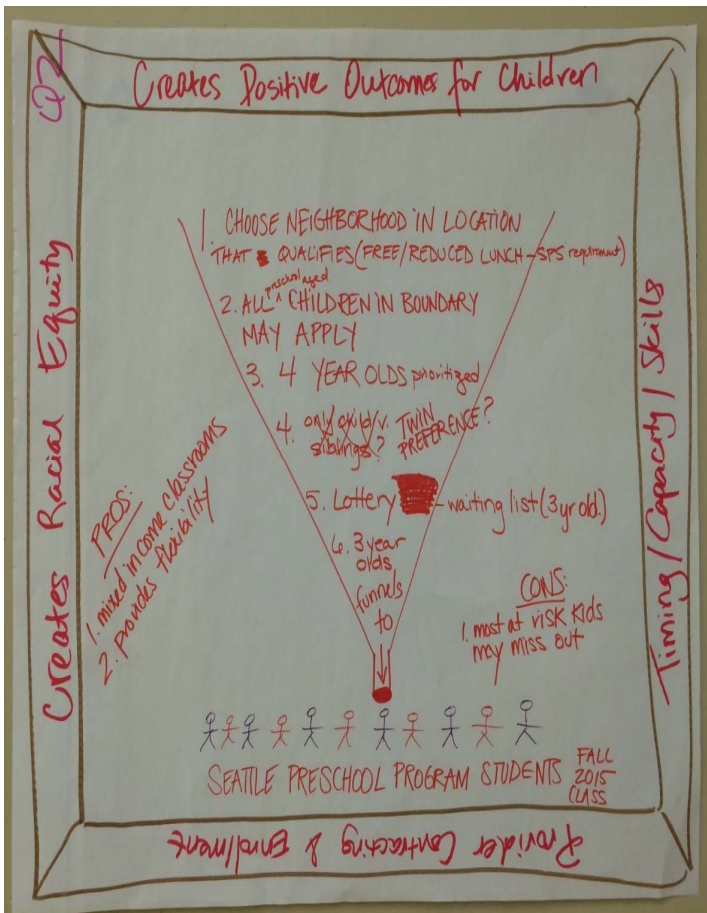 Q2
Creates Positive Outcomes for Children
Creates Racial Equity
Timing / Capacity / Skills
1. CHOOSE NEIGHBORHOOD IN LOCATION
THAT QUALIFIES (FREE/REDUCED LUNCH - SPS requirement)
2. ALL preschool aged ^ CHILDREN IN BOUNDARY
MAY APPLY
3. 4 YEAR OLDS prioritized
4. only child v. TWIN
siblings? PREFERENCE?
5. Lottery - waiting list (3 yr old.)
6. 3 year
olds
funnels
to
PROS:
1. mixed income classrooms
2. provides flexibility
CONS:
1. most at risk kids
may miss out
SEATTLE PRESCHOOL PROGRAM STUDENTS
FALL
2015
CLASS
Provider Contracting & Enrollment